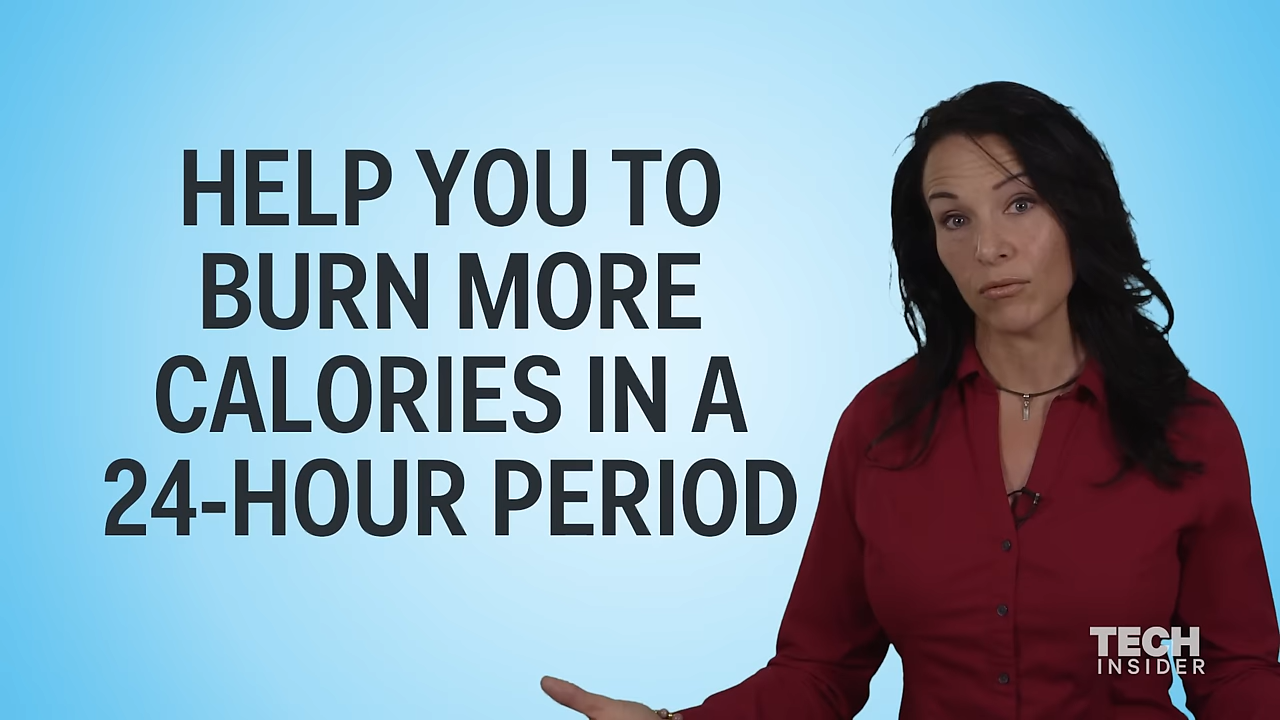 HELP YOU TO
BURN MORE
CALORIES IN A
24-HOUR PERIOD
TECH
INSIDER